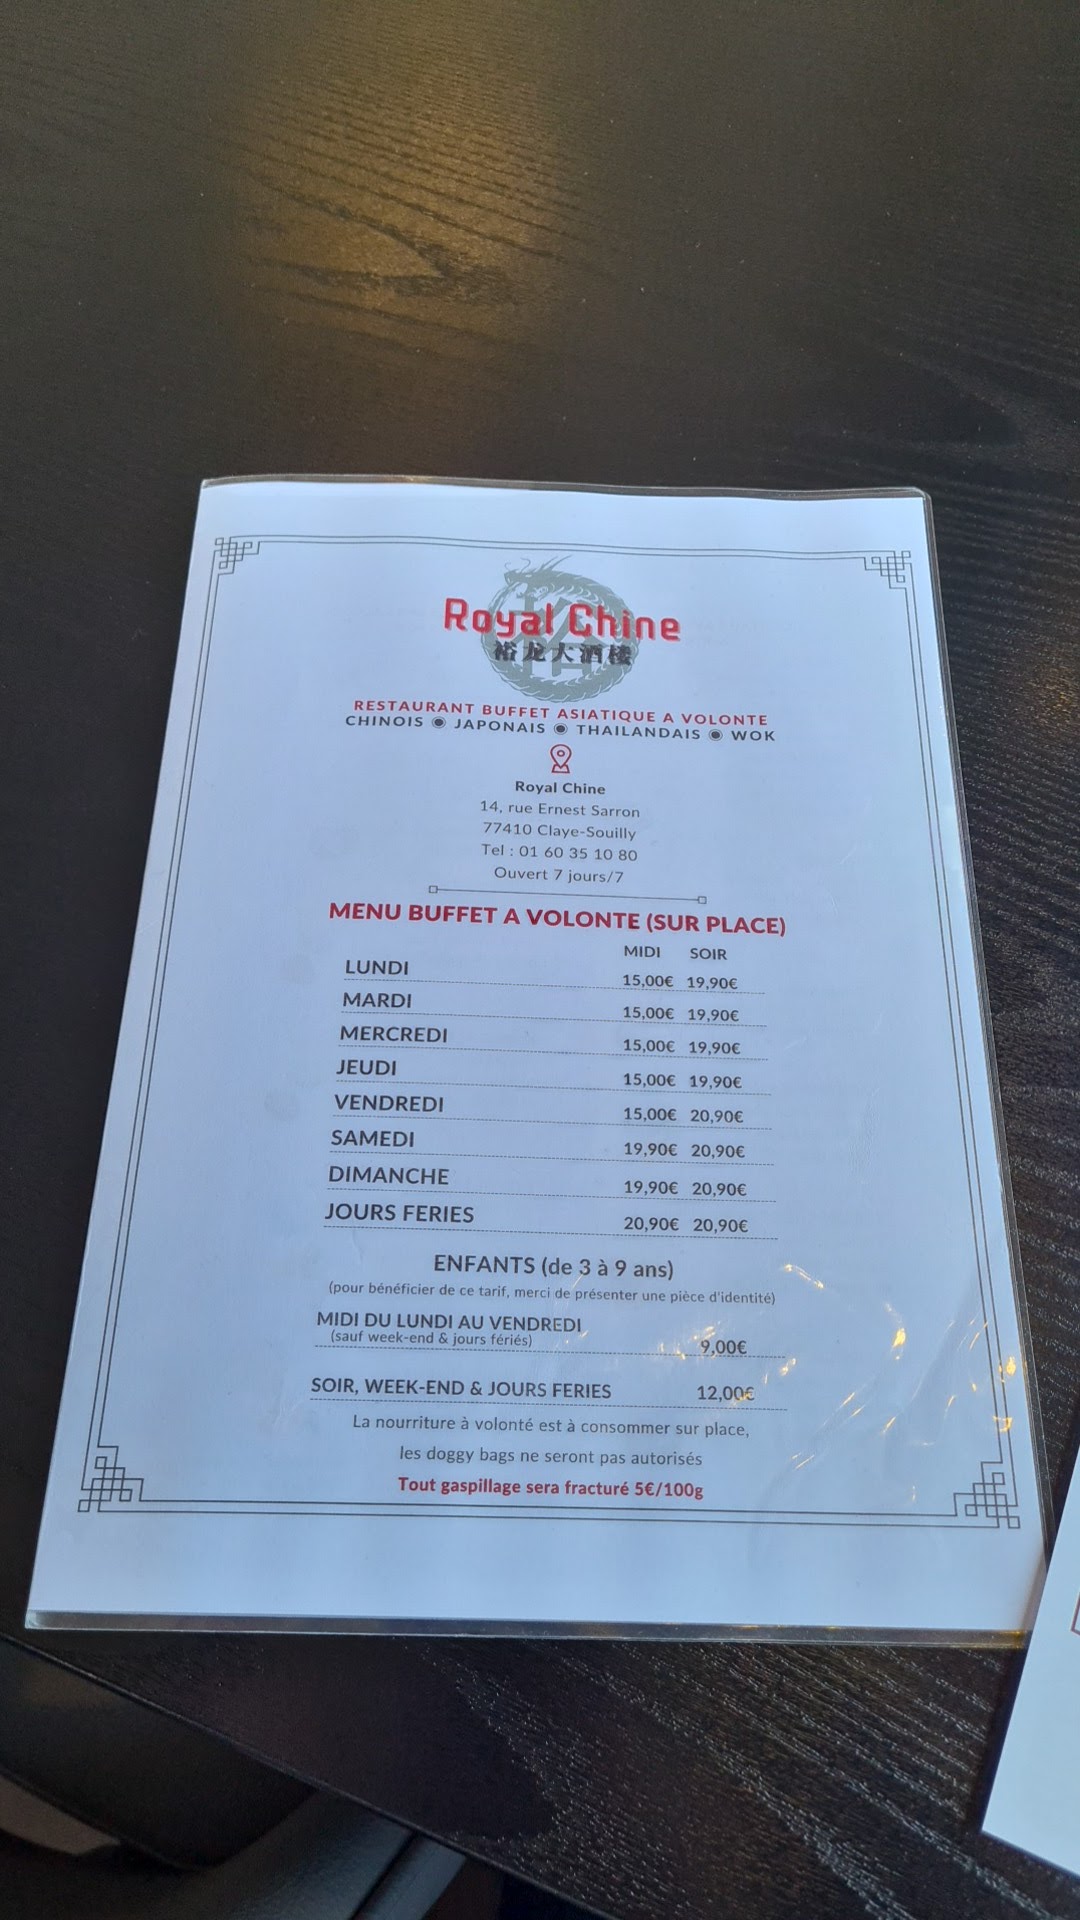 Royal Chine
裕龙大酒楼
RESTAURANT BUFFET ASIATIQUE A VOLONTE
CHINOIS ◉ JAPONAIS ◉ THAILANDAIS ◉ WOK
Royal Chine
14, rue Ernest Sarron
77410 Claye-Souilly
Tel : 01 60 35 10 80
Ouvert 7 jours/7
MENU BUFFET A VOLONTE (SUR PLACE)
MIDI SOIR
LUNDI 15,00€ 19,90€
MARDI 15,00€ 19,90€
MERCREDI 15,00€ 19,90€
JEUDI 15,00€ 19,90€
VENDREDI 15,00€ 20,90€
SAMEDI 19,90€ 20,90€
DIMANCHE 19,90€ 20,90€
JOURS FERIES 20,90€ 20,90€
ENFANTS (de 3 à 9 ans)
(pour bénéficier de ce tarif, merci de présenter une pièce d'identité)
MIDI DU LUNDI AU VENDREDI
(sauf week-end & jours fériés) 9,00€
SOIR, WEEK-END & JOURS FERIES 12,00€
La nourriture à volonté est à consommer sur place,
les doggy bags ne seront pas autorisés
Tout gaspillage sera fracturé 5€/100g